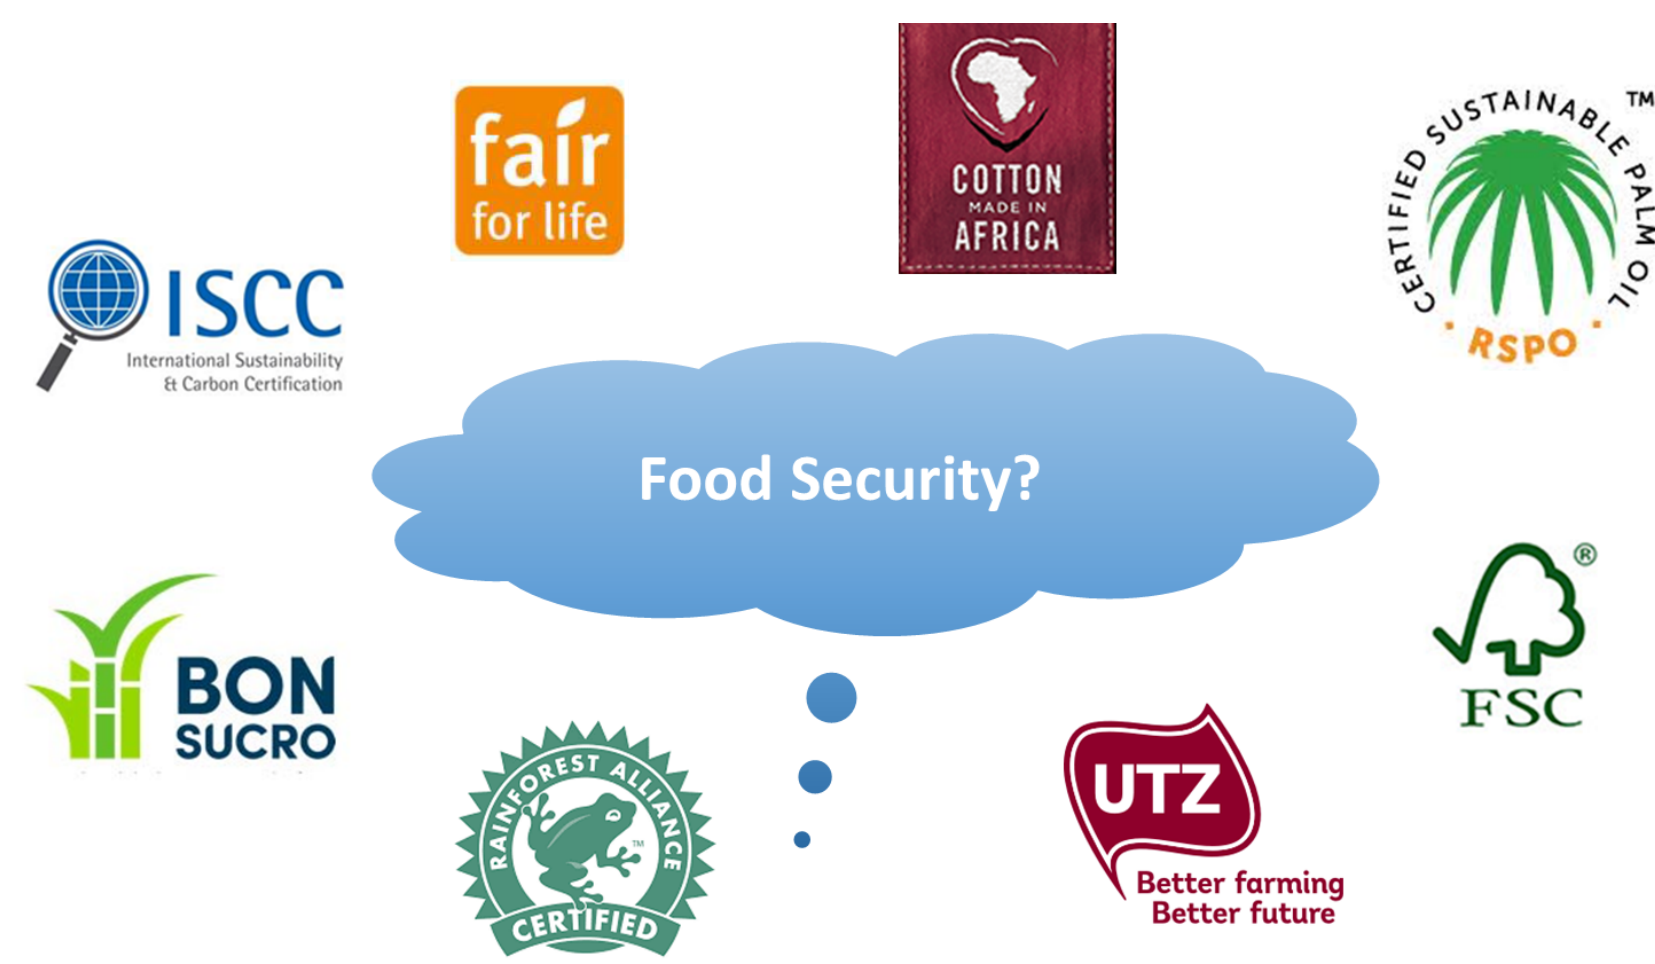 fair
for life
COTTON
MADE IN
AFRICA
CERTIFIED SUSTAINABLE PALM OIL
TM
RSPO
ISCC
International Sustainability
& Carbon Certification
Food Security?
BON
SUCRO
RAINFOREST ALLIANCE
TM
CERTIFIED
UTZ
Better farming
Better future
®
FSC